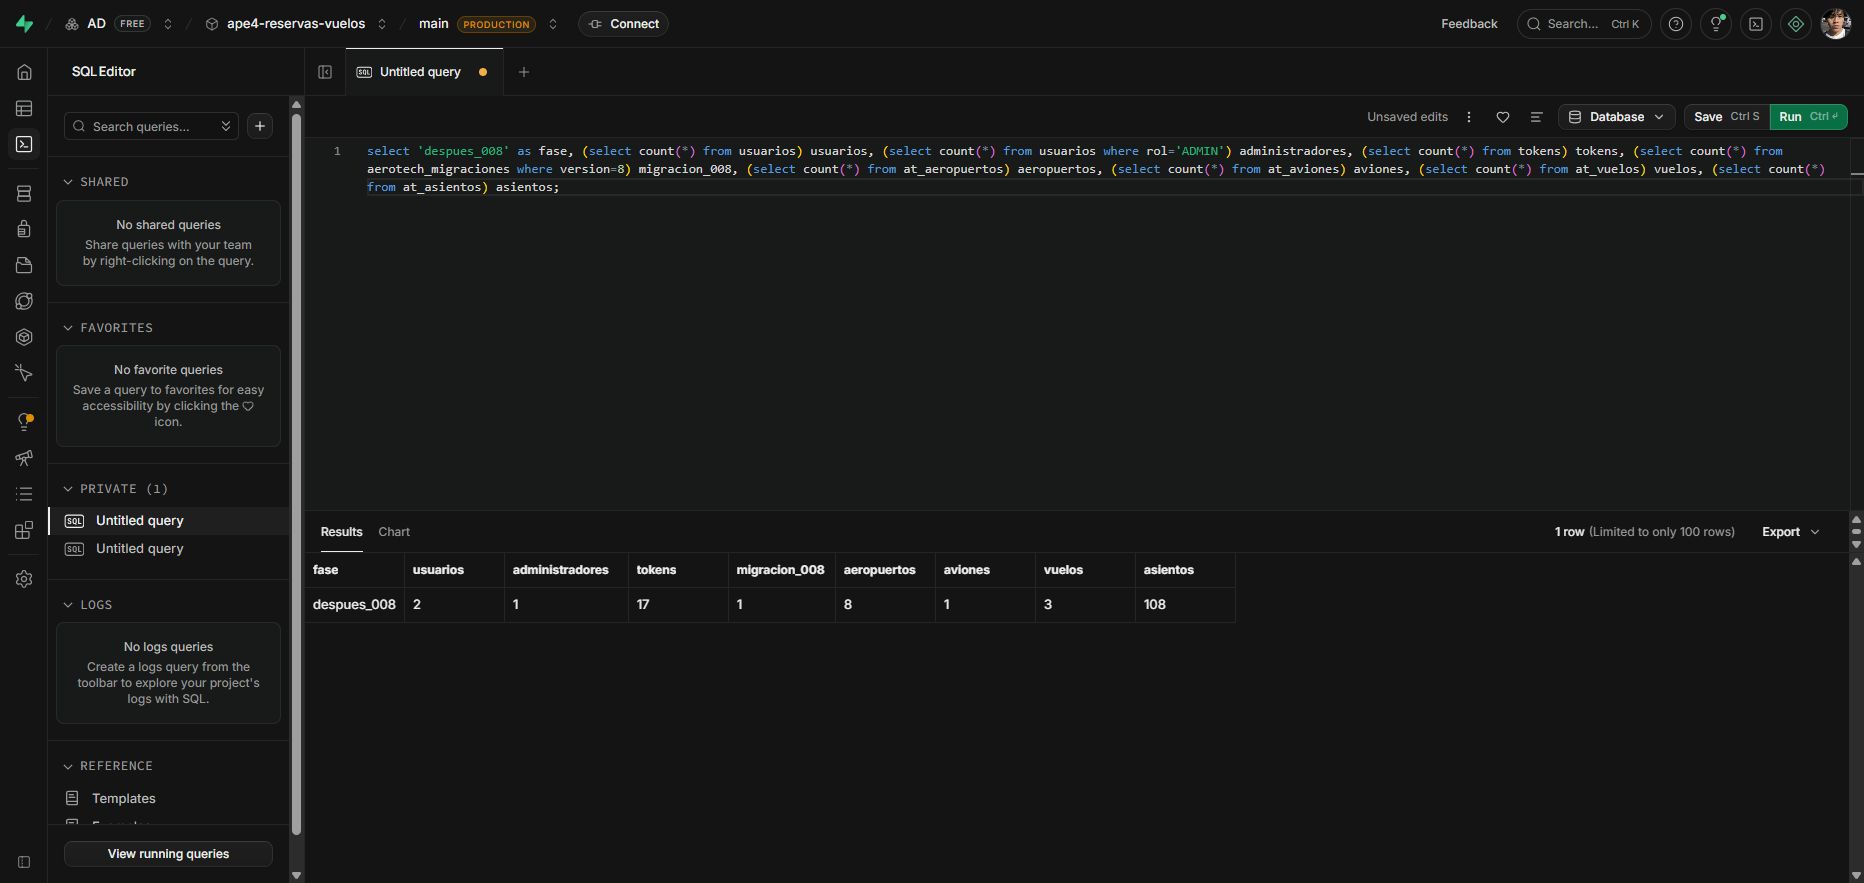 AD FREE ape4-reservas-vuelos main PRODUCTION Connect Feedback Search... Ctrl K
SQL Editor
SQL Untitled query
Search queries...
Unsaved edits Database Save Ctrl S Run Ctrl ↵
1 select 'despues_008' as fase, (select count(*) from usuarios) usuarios, (select count(*) from usuarios where rol='ADMIN') administradores, (select count(*) from tokens) tokens, (select count(*) from
aerotech_migraciones where version=8) migracion_008, (select count(*) from at_aeropuertos) aeropuertos, (select count(*) from at_aviones) aviones, (select count(*) from at_vuelos) vuelos, (select count(*)
from at_asientos) asientos;
SHARED
No shared queries
Share queries with your team
by right-clicking on the query.
FAVORITES
No favorite queries
Save a query to favorites for easy
accessibility by clicking the
icon.
PRIVATE (1)
SQL Untitled query
SQL Untitled query
LOGS
No logs queries
Create a logs query from the
toolbar to explore your project's
logs with SQL.
REFERENCE
Templates
View running queries
Results Chart 1 row (Limited to only 100 rows) Export
fase usuarios administradores tokens migracion_008 aeropuertos aviones vuelos asientos
despues_008 2 1 17 1 8 1 3 108